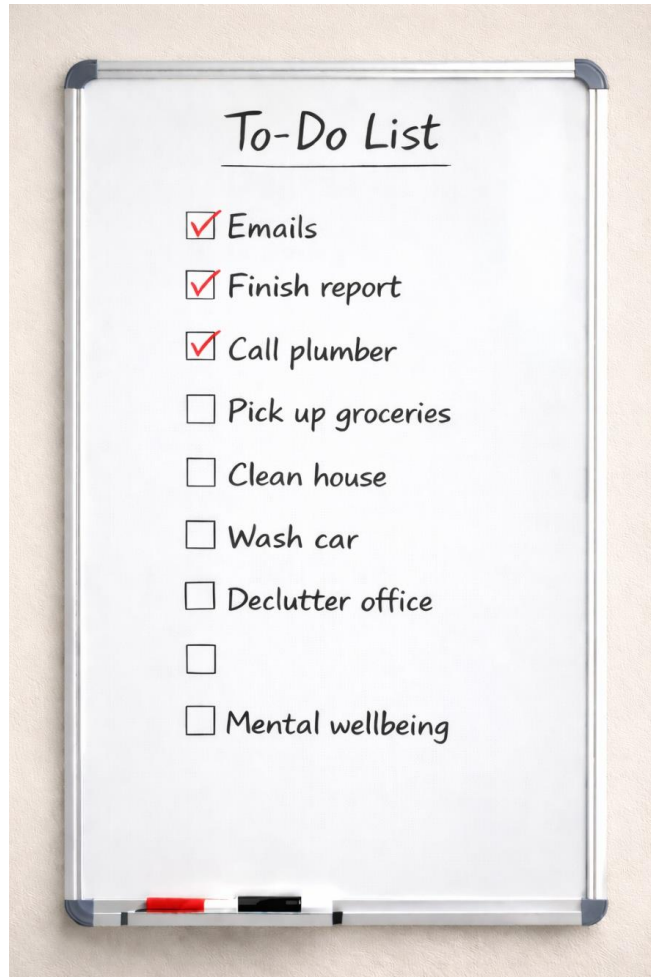 To-Do List
Emails
Finish report
Call plumber
Pick up groceries
Clean house
Wash car
Declutter office
Mental wellbeing